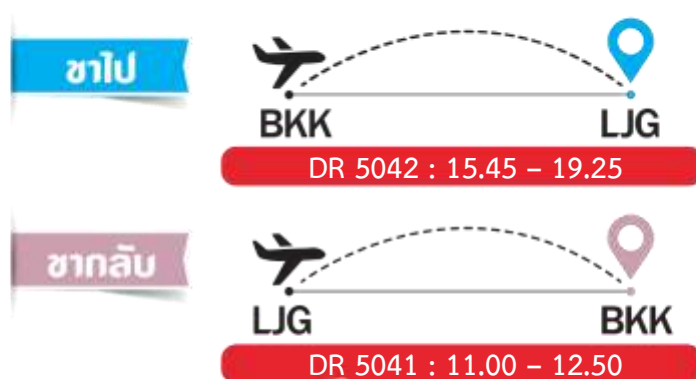 ขาไป
BKK LJG
DR 5042 : 15.45 – 19.25
ขากลับ
LJG BKK
DR 5041 : 11.00 – 12.50